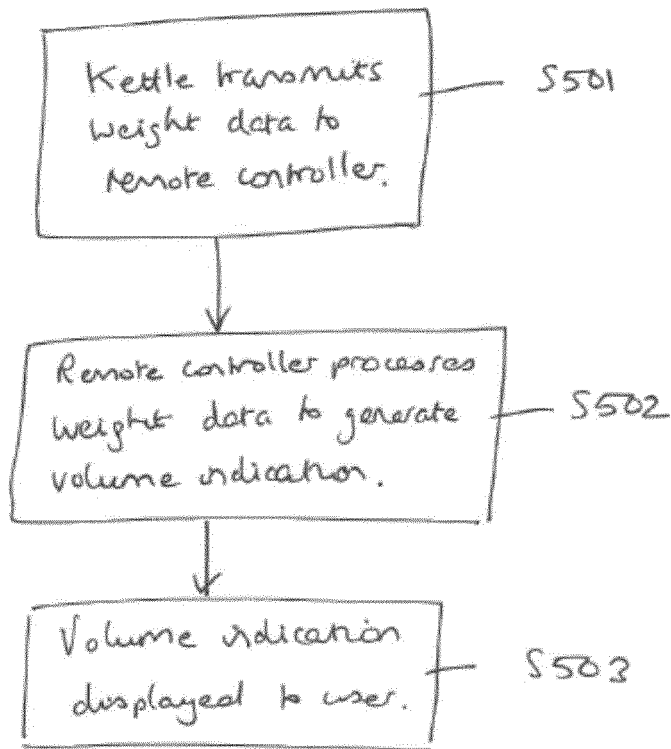 Kettle transmits
weight data to
remote controller.
S501
Remote controller processes
weight data to generate
volume indication.
S502
Volume indication
displayed to user.
S503